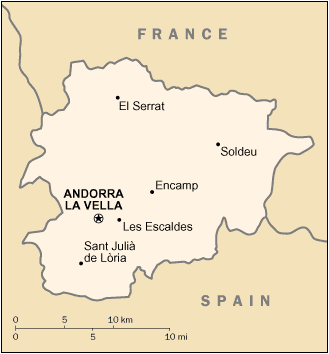 FRANCE
El Serrat
Soldeu
Encamp
ANDORRA
LA VELLA
Les Escaldes
Sant Julià
de Lòria
SPAIN
0 5 10 km
0 5 10 mi